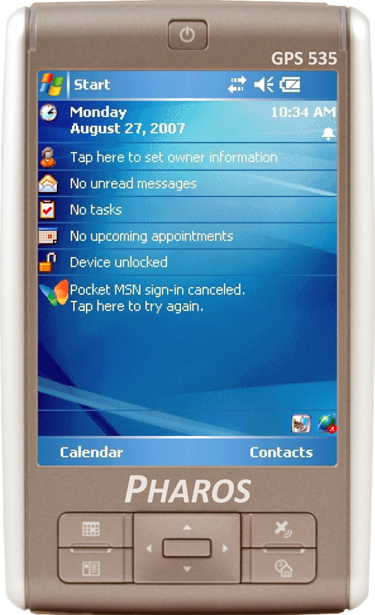 GPS 535
Start
Monday 10:34 AM
August 27, 2007
Tap here to set owner information
No unread messages
No tasks
No upcoming appointments
Device unlocked
Pocket MSN sign-in canceled.
Tap here to try again.
Calendar Contacts
PHAROS